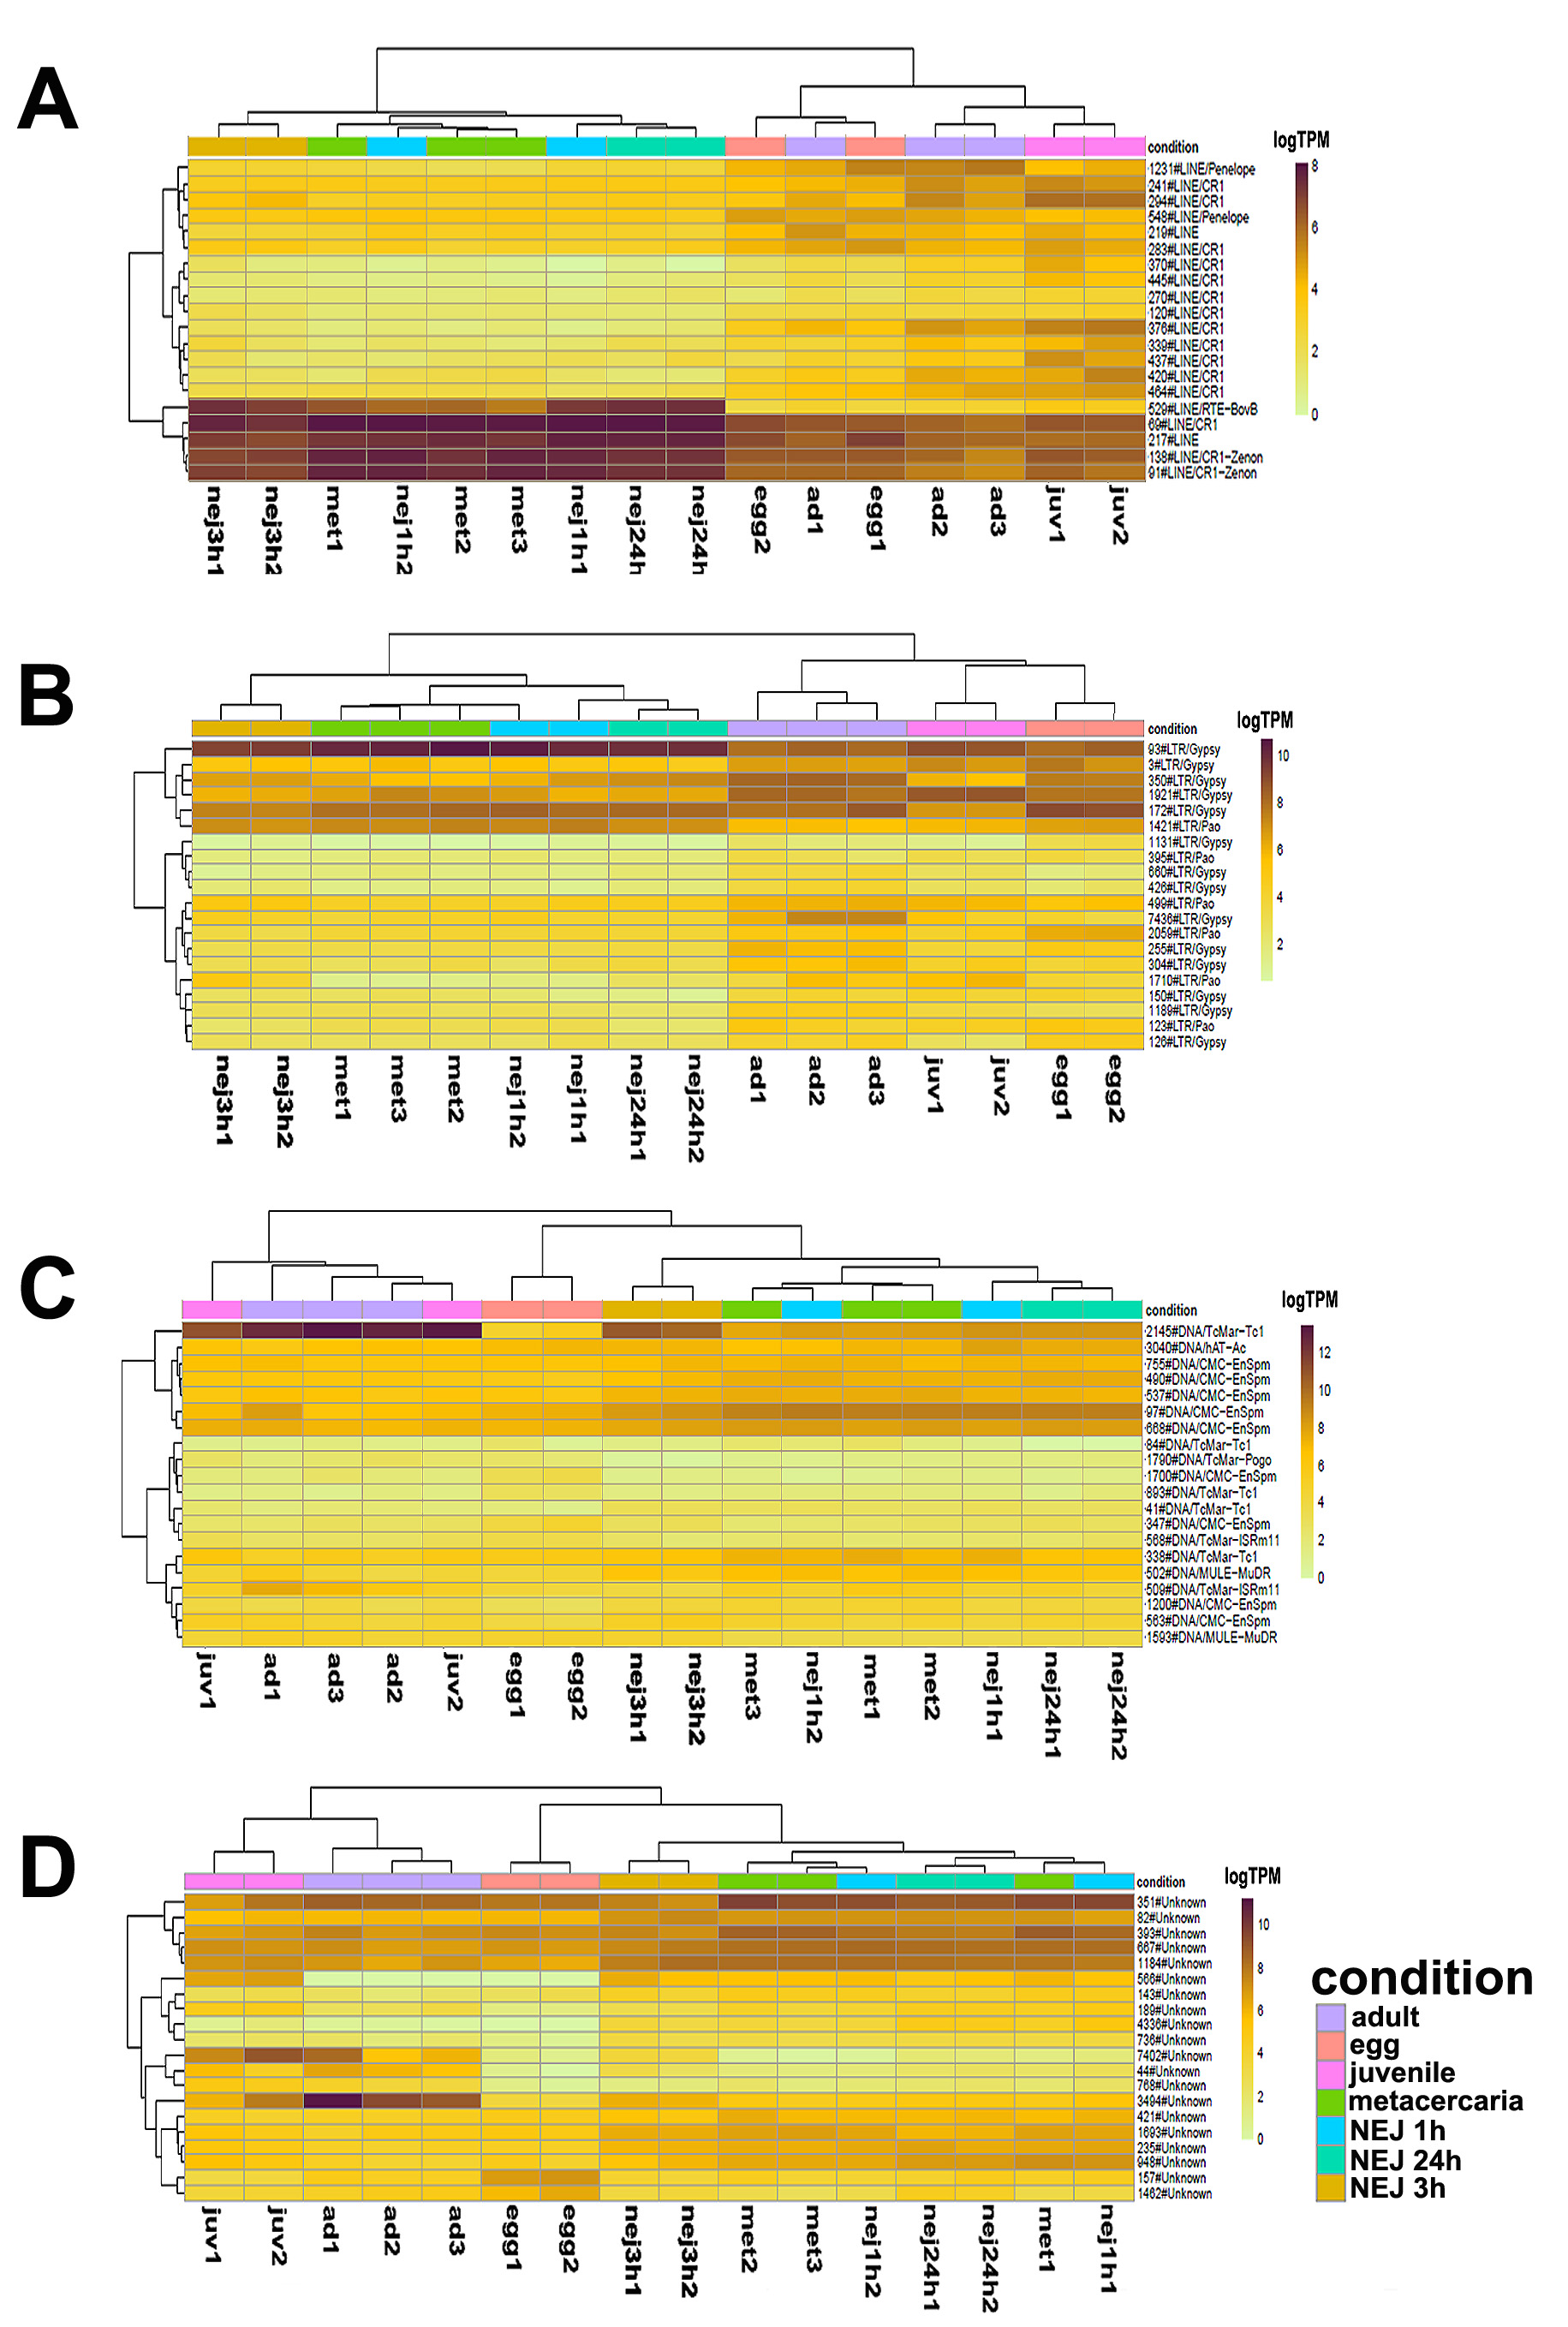 A
condition
logTPM
8
6
4
2
0
1231#LINE/Penelope
241#LINE/CR1
294#LINE/CR1
548#LINE/Penelope
219#LINE
283#LINE/CR1
370#LINE/CR1
445#LINE/CR1
270#LINE/CR1
120#LINE/CR1
376#LINE/CR1
339#LINE/CR1
437#LINE/CR1
420#LINE/CR1
464#LINE/CR1
529#LINE/RTE-BovB
69#LINE/CR1
217#LINE
138#LINE/CR1-Zenon
91#LINE/CR1-Zenon
nej3h1 nej3h2 met1 nej1h2 met2 met3 nej1h1 nej24h nej24h egg2 ad1 egg1 ad2 ad3 juv1 juv2
B
condition
logTPM
10
8
6
4
2
93#LTR/Gypsy
3#LTR/Gypsy
350#LTR/Gypsy
1921#LTR/Gypsy
172#LTR/Gypsy
1421#LTR/Pao
1131#LTR/Gypsy
395#LTR/Pao
660#LTR/Gypsy
426#LTR/Gypsy
499#LTR/Pao
7436#LTR/Gypsy
2059#LTR/Pao
255#LTR/Gypsy
304#LTR/Gypsy
1710#LTR/Pao
150#LTR/Gypsy
1189#LTR/Gypsy
123#LTR/Pao
126#LTR/Gypsy
nej3h1 nej3h2 met1 met3 met2 nej1h2 nej1h1 nej24h1 nej24h2 ad1 ad2 ad3 juv1 juv2 egg1 egg2
C
condition
logTPM
12
10
8
6
4
2
0
2145#DNA/TcMar-Tc1
3040#DNA/hAT-Ac
755#DNA/CMC-EnSpm
490#DNA/CMC-EnSpm
537#DNA/CMC-EnSpm
97#DNA/CMC-EnSpm
668#DNA/CMC-EnSpm
84#DNA/TcMar-Tc1
1790#DNA/TcMar-Pogo
1700#DNA/CMC-EnSpm
893#DNA/TcMar-Tc1
41#DNA/TcMar-Tc1
347#DNA/CMC-EnSpm
568#DNA/TcMar-ISRm11
338#DNA/TcMar-Tc1
502#DNA/MULE-MuDR
509#DNA/TcMar-ISRm11
1200#DNA/CMC-EnSpm
563#DNA/CMC-EnSpm
1593#DNA/MULE-MuDR
juv1 ad1 ad3 ad2 juv2 egg1 egg2 nej3h1 nej3h2 met3 nej1h2 met1 met2 nej1h1 nej24h1 nej24h2
D
condition
logTPM
10
8
6
4
2
0
351#Unknown
82#Unknown
393#Unknown
667#Unknown
1184#Unknown
566#Unknown
143#Unknown
189#Unknown
4336#Unknown
736#Unknown
7402#Unknown
44#Unknown
768#Unknown
3494#Unknown
421#Unknown
1693#Unknown
235#Unknown
948#Unknown
157#Unknown
1462#Unknown
juv1 juv2 ad1 ad2 ad3 egg1 egg2 nej3h1 nej3h2 met2 met3 nej1h2 nej24h1 nej24h2 met1 nej1h1
condition
adult
egg
juvenile
metacercaria
NEJ 1h
NEJ 24h
NEJ 3h